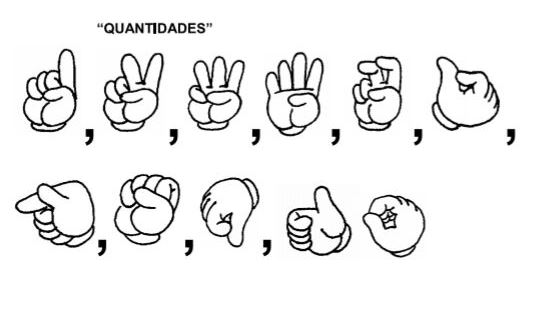 “QUANTIDADES”
, , , , , ,
, , ,